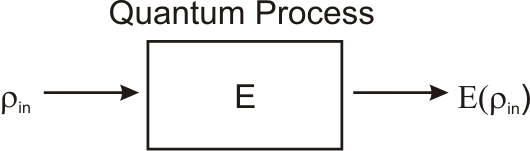 Quantum Process
ρin
E
E(ρin)